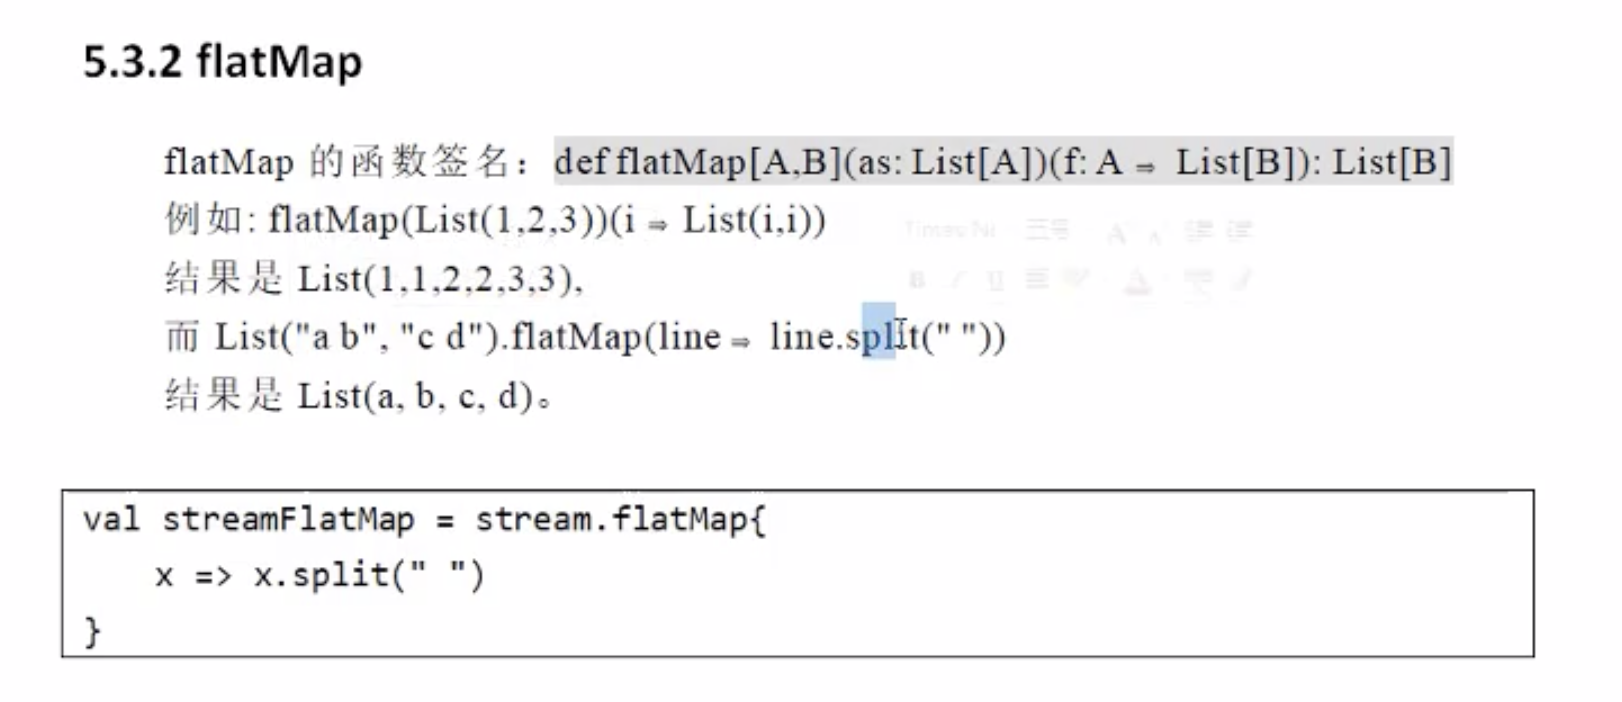 5.3.2 flatMap
flatMap 的函数签名：def flatMap[A,B](as: List[A])(f: A ⇒ List[B]): List[B]
例如: flatMap(List(1,2,3))(i ⇒ List(i,i))
结果是 List(1,1,2,2,3,3),
而 List("a b", "c d").flatMap(line ⇒ line.split(" "))
结果是 List(a, b, c, d)。
val streamFlatMap = stream.flatMap{
x => x.split(" ")
}